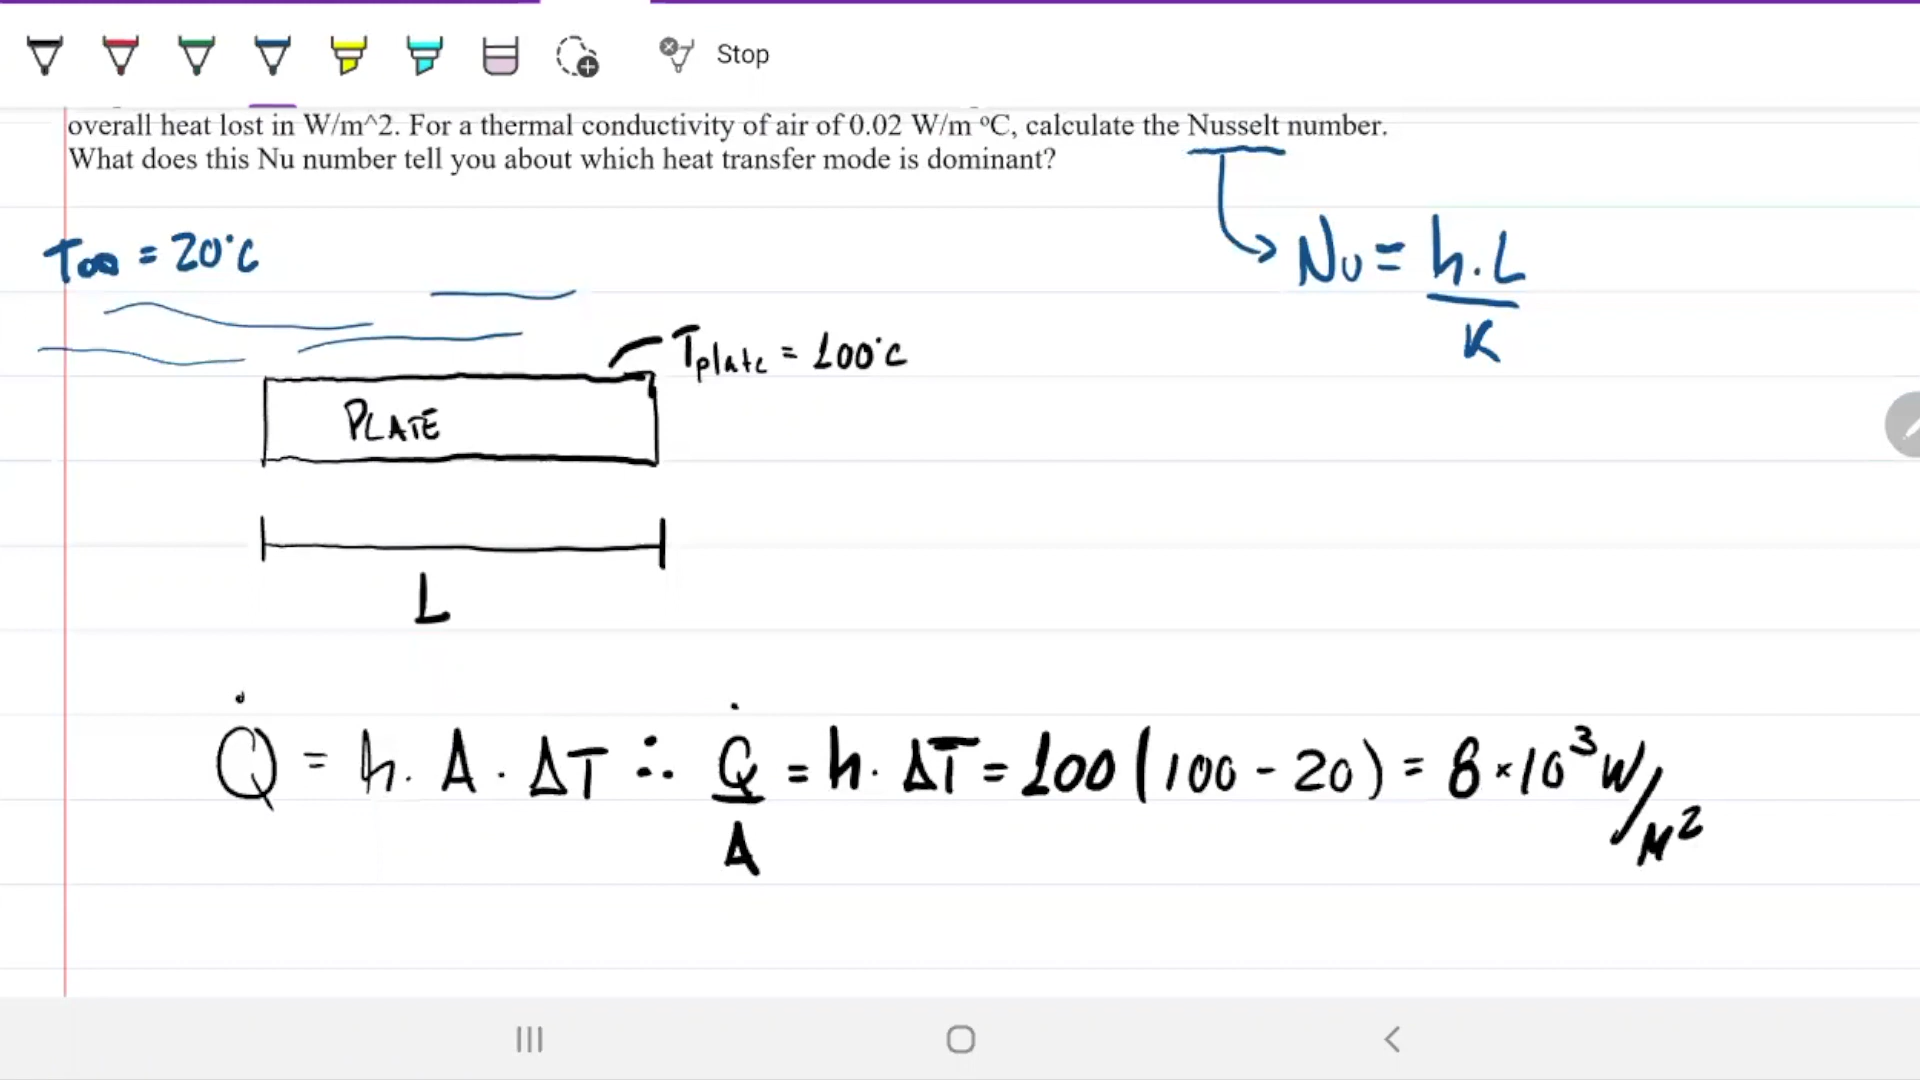 Stop
overall heat lost in W/m^2. For a thermal conductivity of air of 0.02 W/m ºC, calculate the Nusselt number.
What does this Nu number tell you about which heat transfer mode is dominant?
T∞ = 20°C
Nu = h.L
K
Tplate = 100°C
PLATE
L
Q̇ = h. A . ΔT ∴ Q̇ = h. ΔT = 100 (100 - 20) = 8 × 10³ W/M²
A